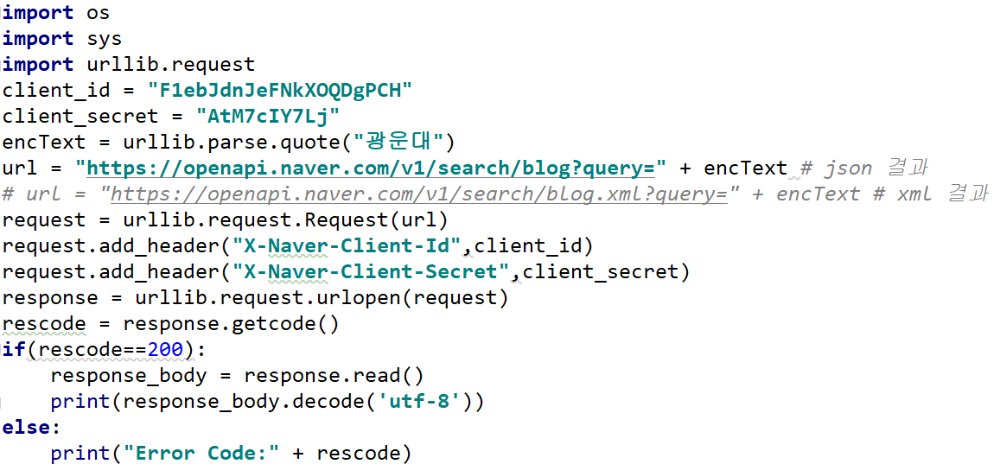 import os
import sys
import urllib.request
client_id = "F1ebJdnJeFNkXOQDgPCH"
client_secret = "AtM7cIY7Lj"
encText = urllib.parse.quote("광운대")
url = "https://openapi.naver.com/v1/search/blog?query=" + encText # json 결과
# url = "https://openapi.naver.com/v1/search/blog.xml?query=" + encText # xml 결과
request = urllib.request.Request(url)
request.add_header("X-Naver-Client-Id",client_id)
request.add_header("X-Naver-Client-Secret",client_secret)
response = urllib.request.urlopen(request)
rescode = response.getcode()
if(rescode==200):
    response_body = response.read()
    print(response_body.decode('utf-8'))
else:
    print("Error Code:" + rescode)